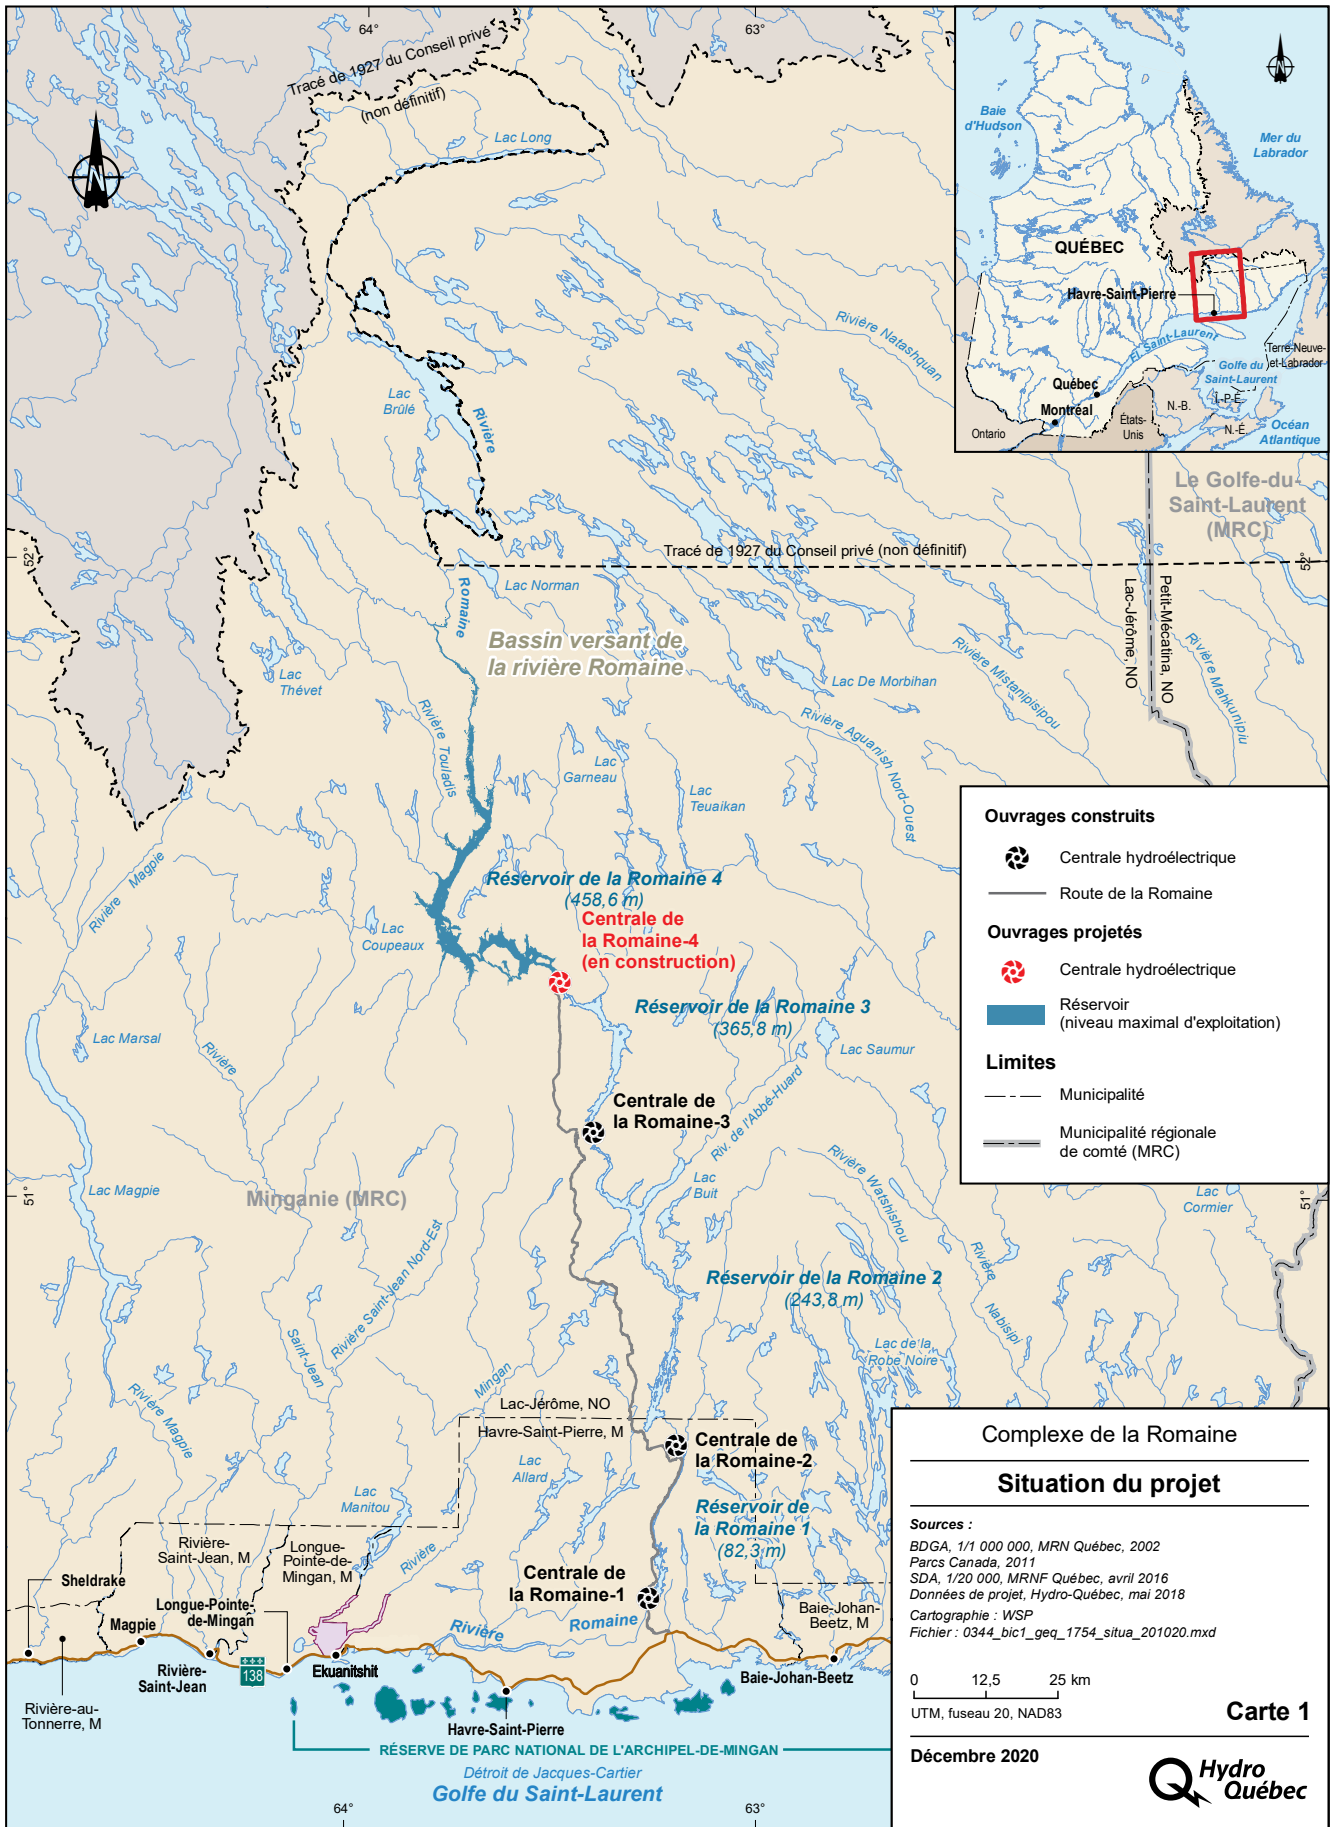 64°
63°
Tracé de 1927 du Conseil privé
(non définitif)
Lac Long
N
Baie
d'Hudson
Mer du
Labrador
QUÉBEC
Havre-Saint-Pierre
Fl. Saint-Laurent
Terre-Neuve-
et-Labrador
Golfe du
Saint-Laurent
Québec
Montréal
Î.-P.-É.
N.-B.
N.-É.
États-
Unis
Ontario
Océan
Atlantique
Rivière Natashquan
Lac
Brûlé
Rivière
Le Golfe-du-
Saint-Laurent
(MRC)
Tracé de 1927 du Conseil privé (non définitif)
52°
52°
Lac Norman
Romaine
Lac-Jérôme, NO
Petit-Mécatina, NO
Bassin versant de
la rivière Romaine
Rivière Mistanipisipou
Rivière Mahkunipiu
Lac
Thévet
Lac De Morbihan
Rivière Touladis
Rivière Aguanish Nord-Ouest
Lac
Garneau
Lac
Teuaikan
Rivière Magpie
Réservoir de la Romaine 4
(458,6 m)
Centrale de
la Romaine-4
(en construction)
Lac
Coupeaux
Réservoir de la Romaine 3
(365,8 m)
Lac Marsal
Rivière
Lac Saumur
Centrale de
la Romaine-3
Riv. de l'Abbé-Huard
Ouvrages construits
Centrale hydroélectrique
Route de la Romaine
Ouvrages projetés
Centrale hydroélectrique
Réservoir
(niveau maximal d'exploitation)
Limites
Municipalité
Municipalité régionale
de comté (MRC)
51°
51°
Lac Magpie
Minganie (MRC)
Lac
Buit
Rivière Watshishou
Lac
Cormier
Rivière Saint-Jean Nord-Est
Rivière
Nabisipi
Réservoir de la Romaine 2
(243,8 m)
Saint-Jean
Lac de la
Robe Noire
Mingan
Rivière Magpie
Lac-Jérôme, NO
Havre-Saint-Pierre, M
Centrale de
la Romaine-2
Lac
Allard
Lac
Manitou
Réservoir de
la Romaine 1
(82,3 m)
Rivière-
Saint-Jean, M
Longue-
Pointe-de-
Mingan, M
Rivière
Sheldrake
Centrale de
la Romaine-1
Longue-Pointe-
de-Mingan
Magpie
Rivière
Romaine
Baie-Johan-
Beetz, M
Rivière-
Saint-Jean
138
Ekuanitshit
Baie-Johan-Beetz
Rivière-au-
Tonnerre, M
Havre-Saint-Pierre
RÉSERVE DE PARC NATIONAL DE L'ARCHIPEL-DE-MINGAN
Détroit de Jacques-Cartier
Golfe du Saint-Laurent
64°
63°
Complexe de la Romaine
Situation du projet
Sources :
BDGA, 1/1 000 000, MRN Québec, 2002
Parcs Canada, 2011
SDA, 1/20 000, MRNF Québec, avril 2016
Données de projet, Hydro-Québec, mai 2018
Cartographie : WSP
Fichier : 0344_bic1_geq_1754_situa_201020.mxd
0 12,5 25 km
UTM, fuseau 20, NAD83
Carte 1
Décembre 2020
Hydro
Québec